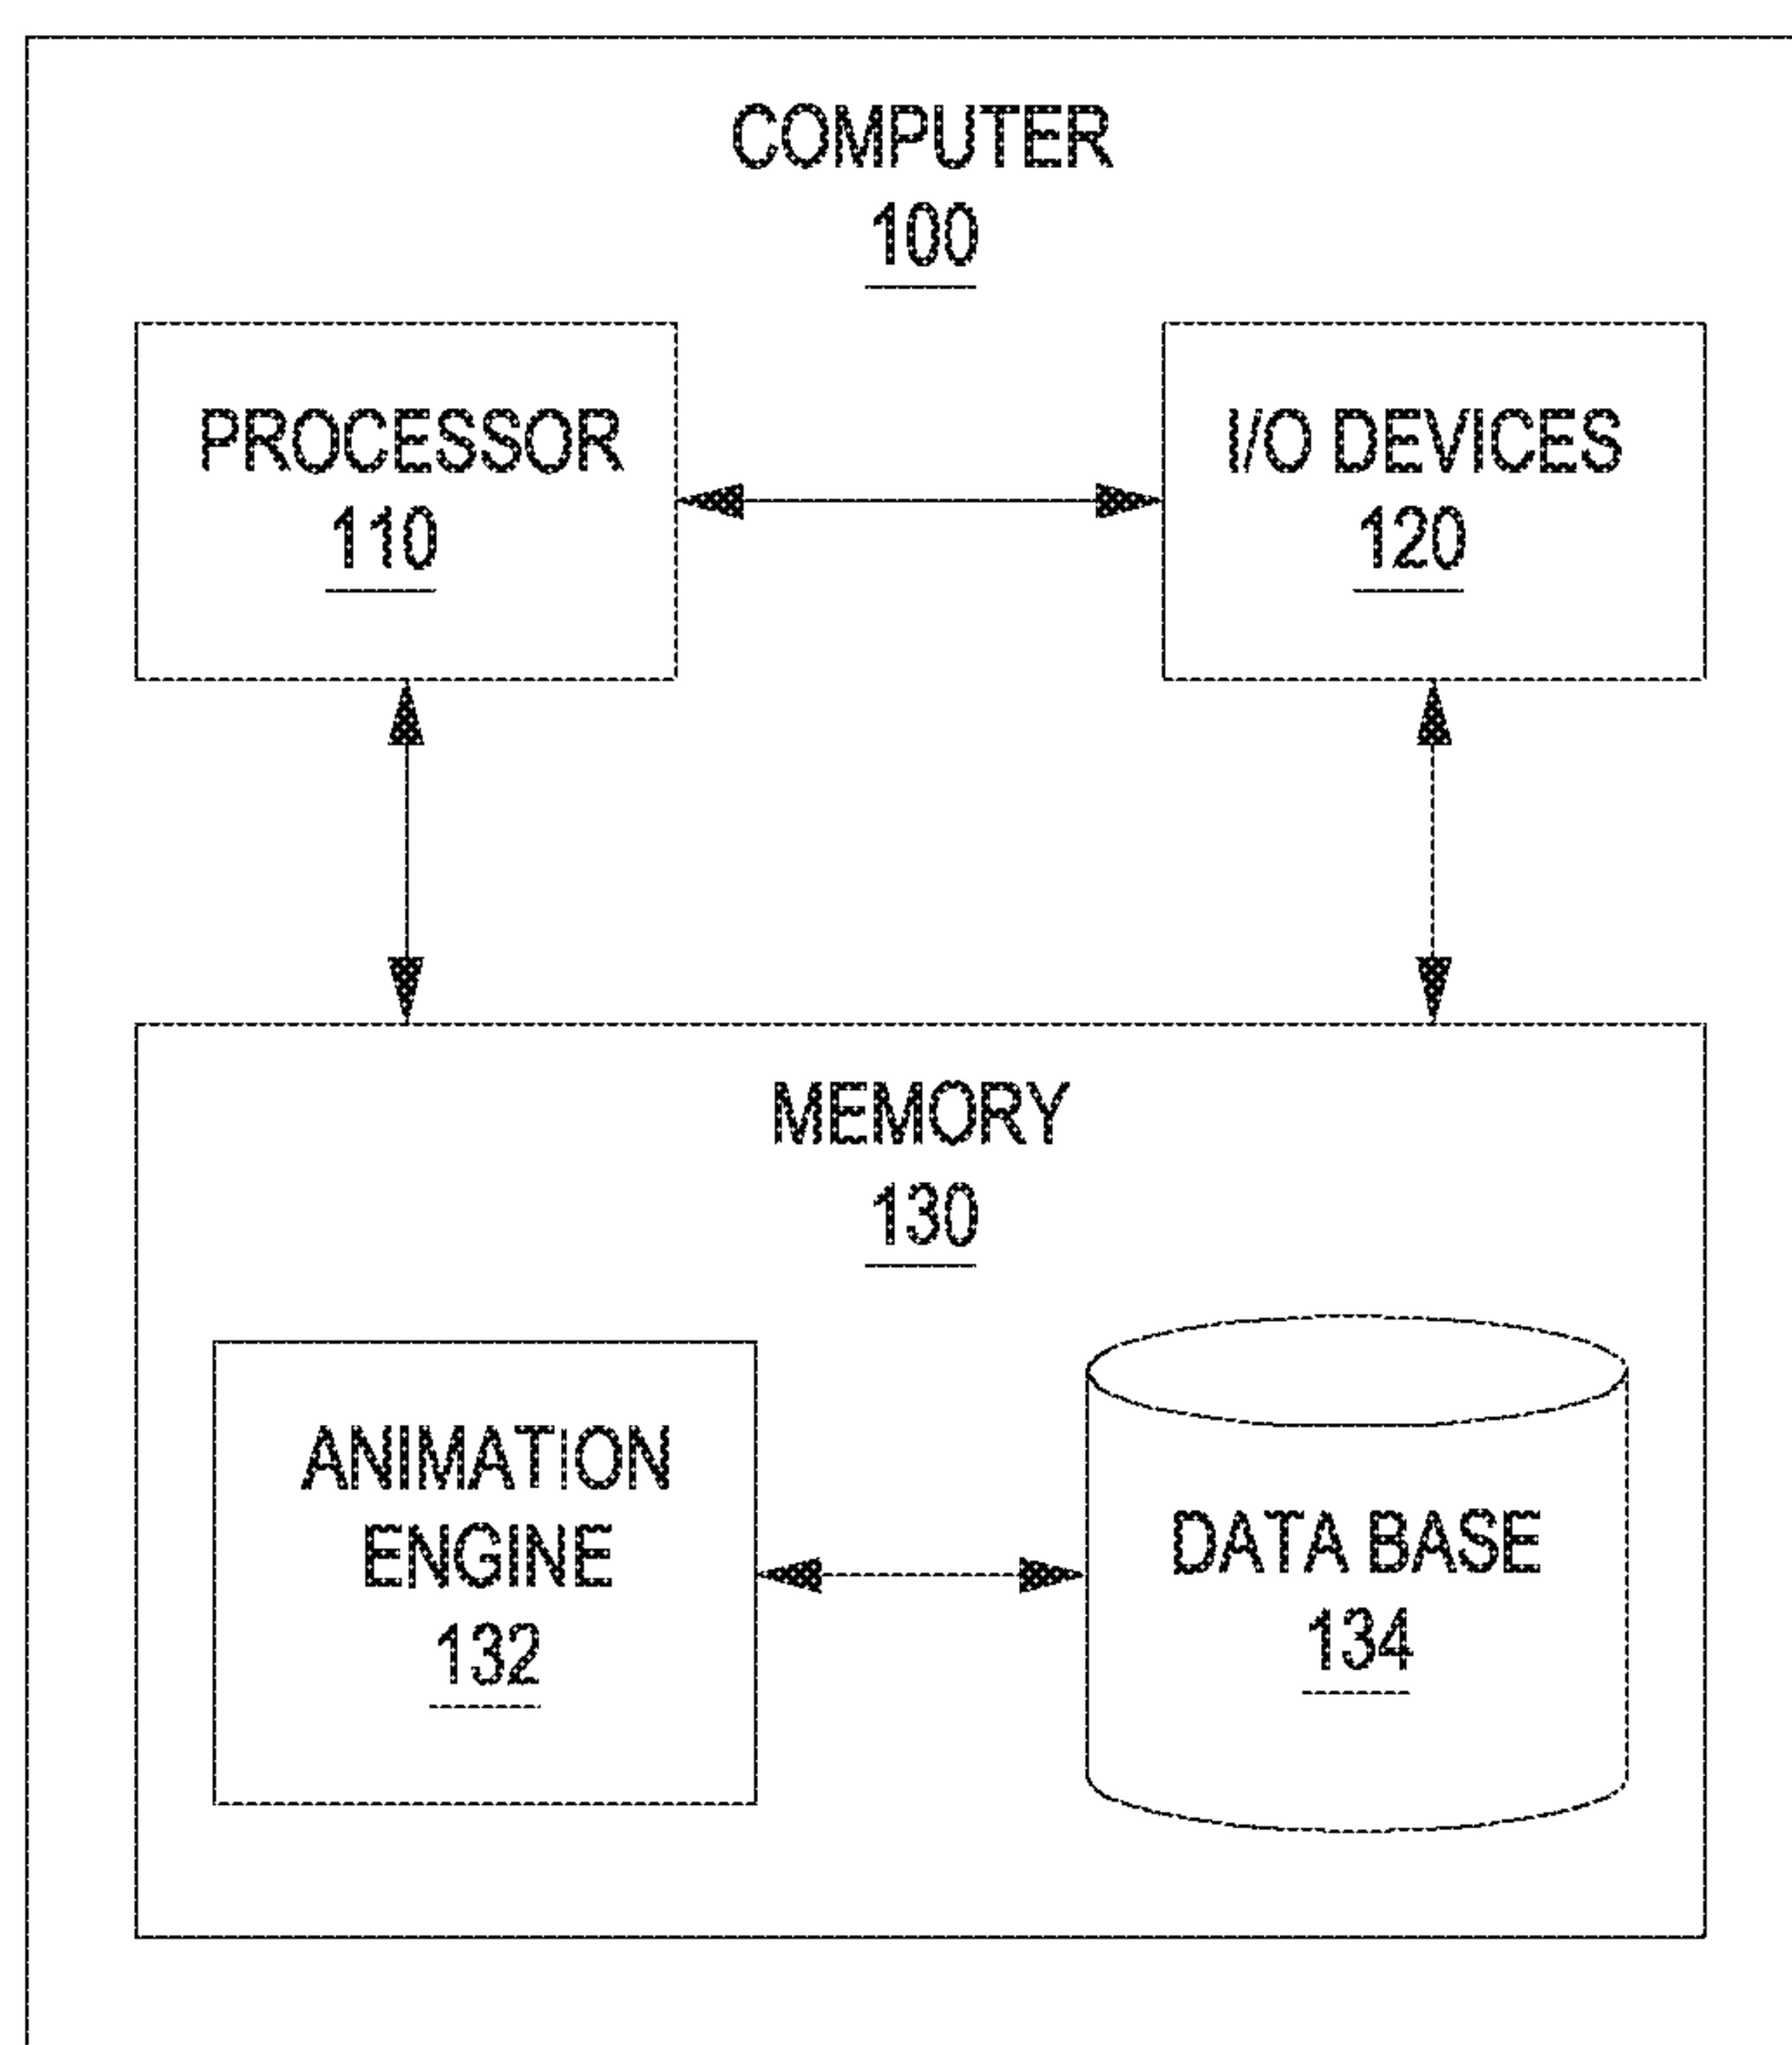 COMPUTER
100
PROCESSOR
110
I/O DEVICES
120
MEMORY
130
ANIMATION
ENGINE
132
DATA BASE
134